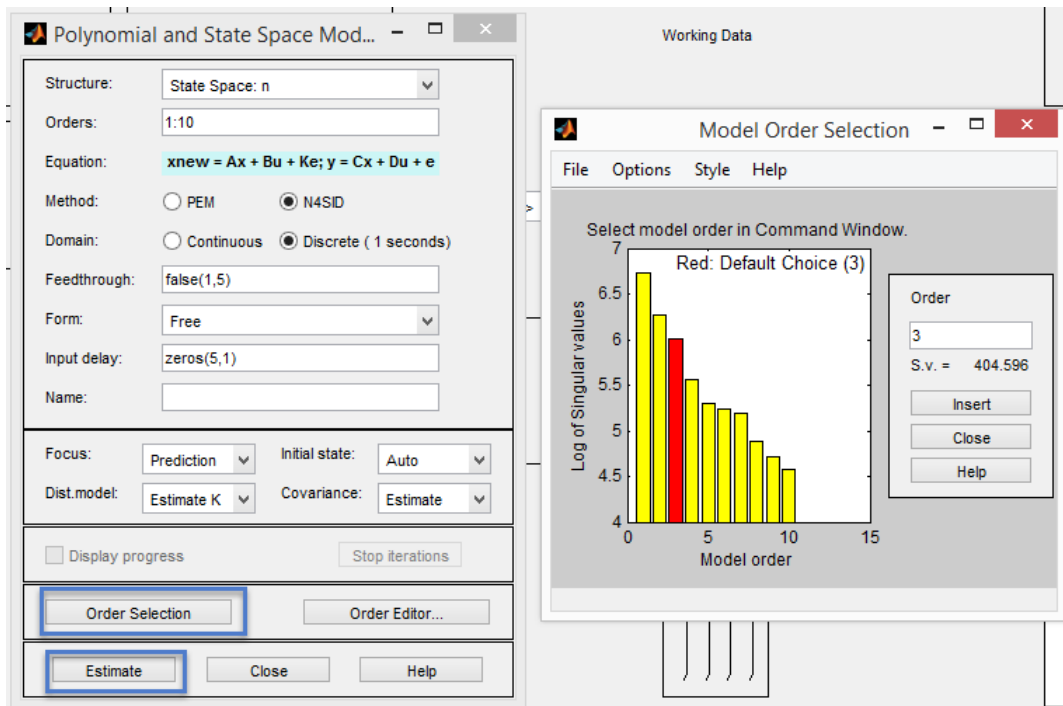 Polynomial and State Space Mod...
Structure: State Space: n
Orders: 1:10
Equation: xnew = Ax + Bu + Ke; y = Cx + Du + e
Method: PEM N4SID
Domain: Continuous Discrete ( 1 seconds)
Feedthrough: false(1,5)
Form: Free
Input delay: zeros(5,1)
Name:
Focus: Prediction Initial state: Auto
Dist.model: Estimate K Covariance: Estimate
Display progress Stop iterations
Order Selection Order Editor...
Estimate Close Help
Working Data
>
Model Order Selection
File Options Style Help
Select model order in Command Window.
Red: Default Choice (3)
Log of Singular values
7
6.5
6
5.5
5
4.5
4
0 5 10 15
Model order
Order
3
S.v. = 404.596
Insert
Close
Help